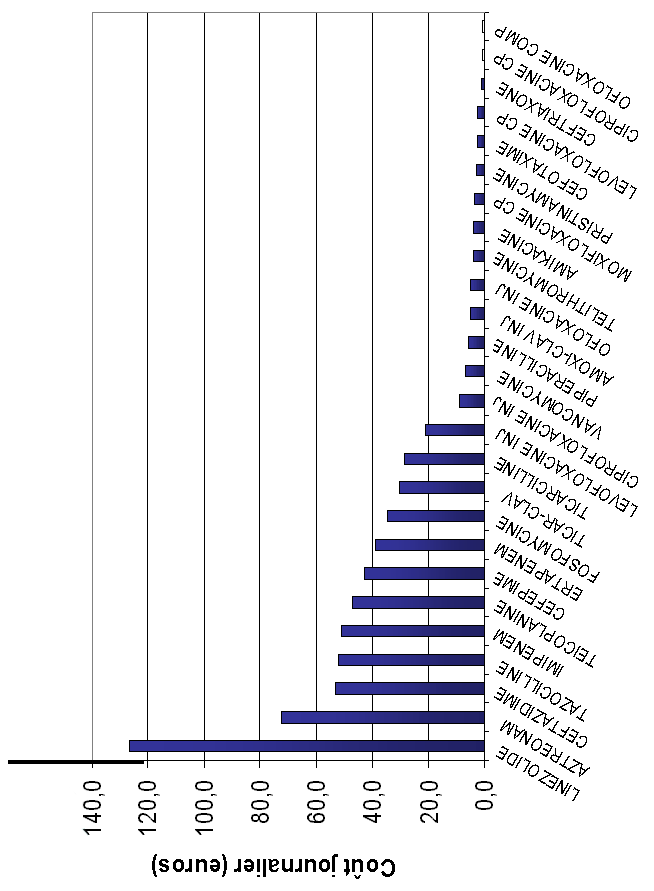 Coût journalier (euros)
140,0
120,0
100,0
80,0
60,0
40,0
20,0
0,0
LINEZOLIDE
AZTREONAM
CEFTAZIDIME
TAZOCILLINE
IMIPENEM
TEICOPLANINE
CEFEPIME
ERTAPENEM
FOSFOMYCINE
TICAR-CLAV
TICARCILLINE
LEVOFLOXACINE INJ
CIPROFLOXACINE INJ
VANCOMYCINE
PIPERACILLINE
AMOXI-CLAV INJ
OFLOXACINE INJ
TELITHROMYCINE
AMIKACINE
MOXIFLOXACINE CP
PRISTINAMYCINE
CEFOTAXIME
LEVOFLOXACINE CP
CEFTRIAXONE
CIPROFLOXACINE CP
OFLOXACINE COMP